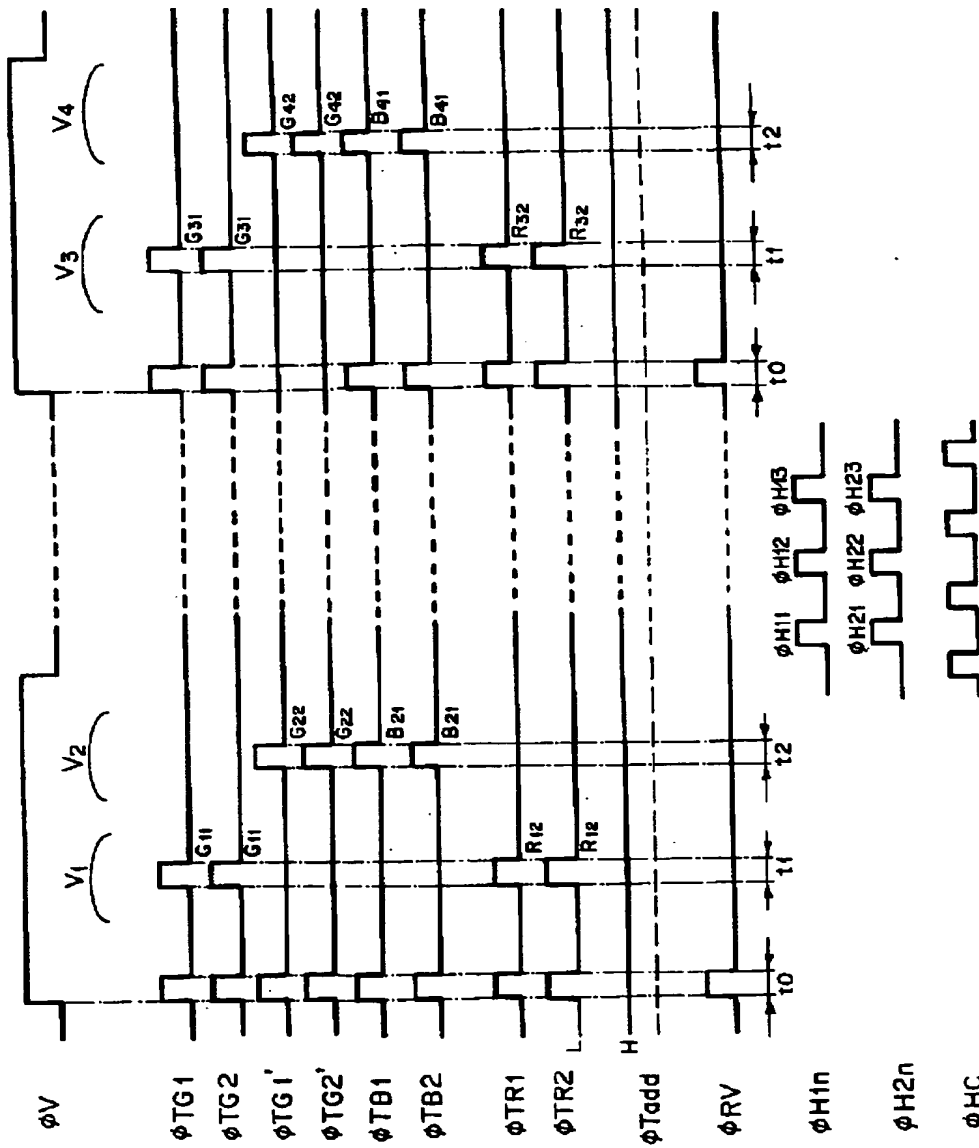 φV
V1 V2 V3 V4
φTG1 G11 G31
φTG2 G11 G31
φTG1' G22 G42
φTG2' G22 G42
φTB1 B21 B41
φTB2 B21 B41
φTR1 R12 R32
φTR2 L R12 R32
H
φTadd
φRV
t0 t1 t2 t0 t1 t2
φH1n φH11 φH12 φH13
φH2n φH21 φH22 φH23
φHC